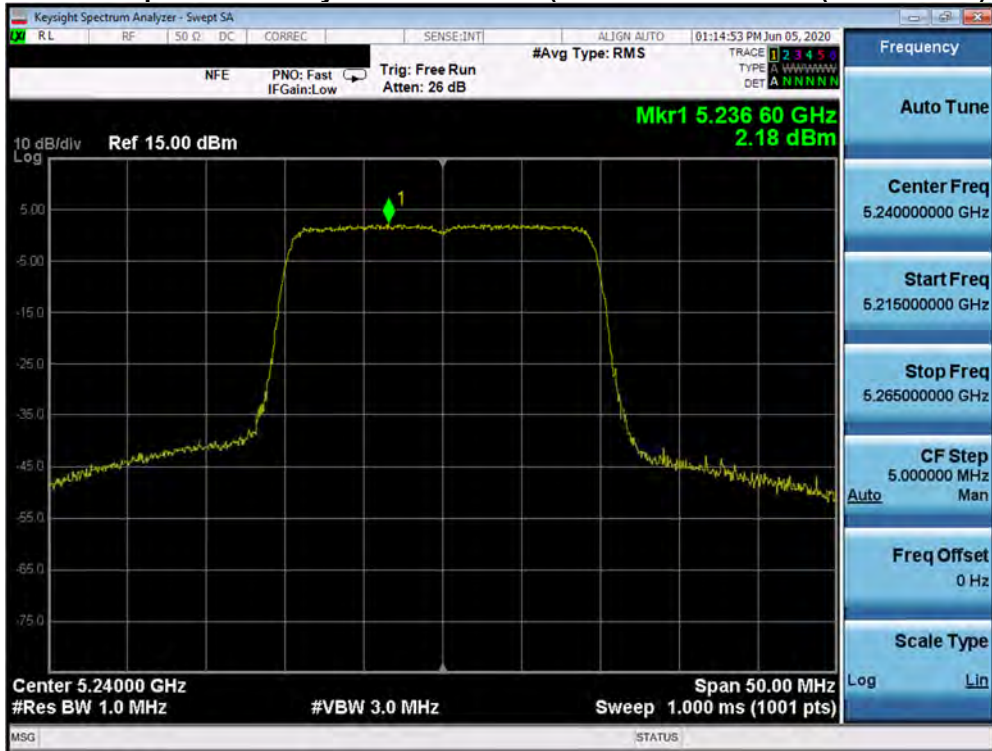 Keysight Spectrum Analyzer - Swept SA
LXI RL RF 50 Ω DC CORREC SENSE:INT ALIGN AUTO 01:14:53 PM Jun 05, 2020
NFE PNO: Fast Trig: Free Run #Avg Type: RMS TRACE 1 2 3 4 5 6
IFGain:Low Atten: 26 dB TYPE A WWWWW
DET A N N N N N
Mkr1 5.236 60 GHz
2.18 dBm
10 dB/div Ref 15.00 dBm
Log
1
5.00
-5.00
-15.0
-25.0
-35.0
-45.0
-55.0
-65.0
-75.0
Center 5.24000 GHz Span 50.00 MHz
#Res BW 1.0 MHz #VBW 3.0 MHz Sweep 1.000 ms (1001 pts)
MSG STATUS
Frequency
Auto Tune
Center Freq
5.240000000 GHz
Start Freq
5.215000000 GHz
Stop Freq
5.265000000 GHz
CF Step
5.000000 MHz
Auto Man
Freq Offset
0 Hz
Scale Type
Log Lin